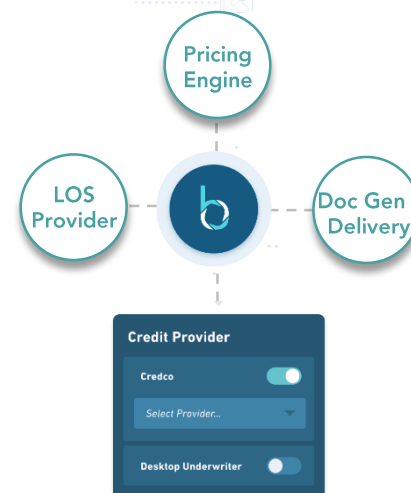 Pricing
Engine
LOS
Provider
b
Doc Gen
Delivery
Credit Provider
Credco
Select Provider...
Desktop Underwriter